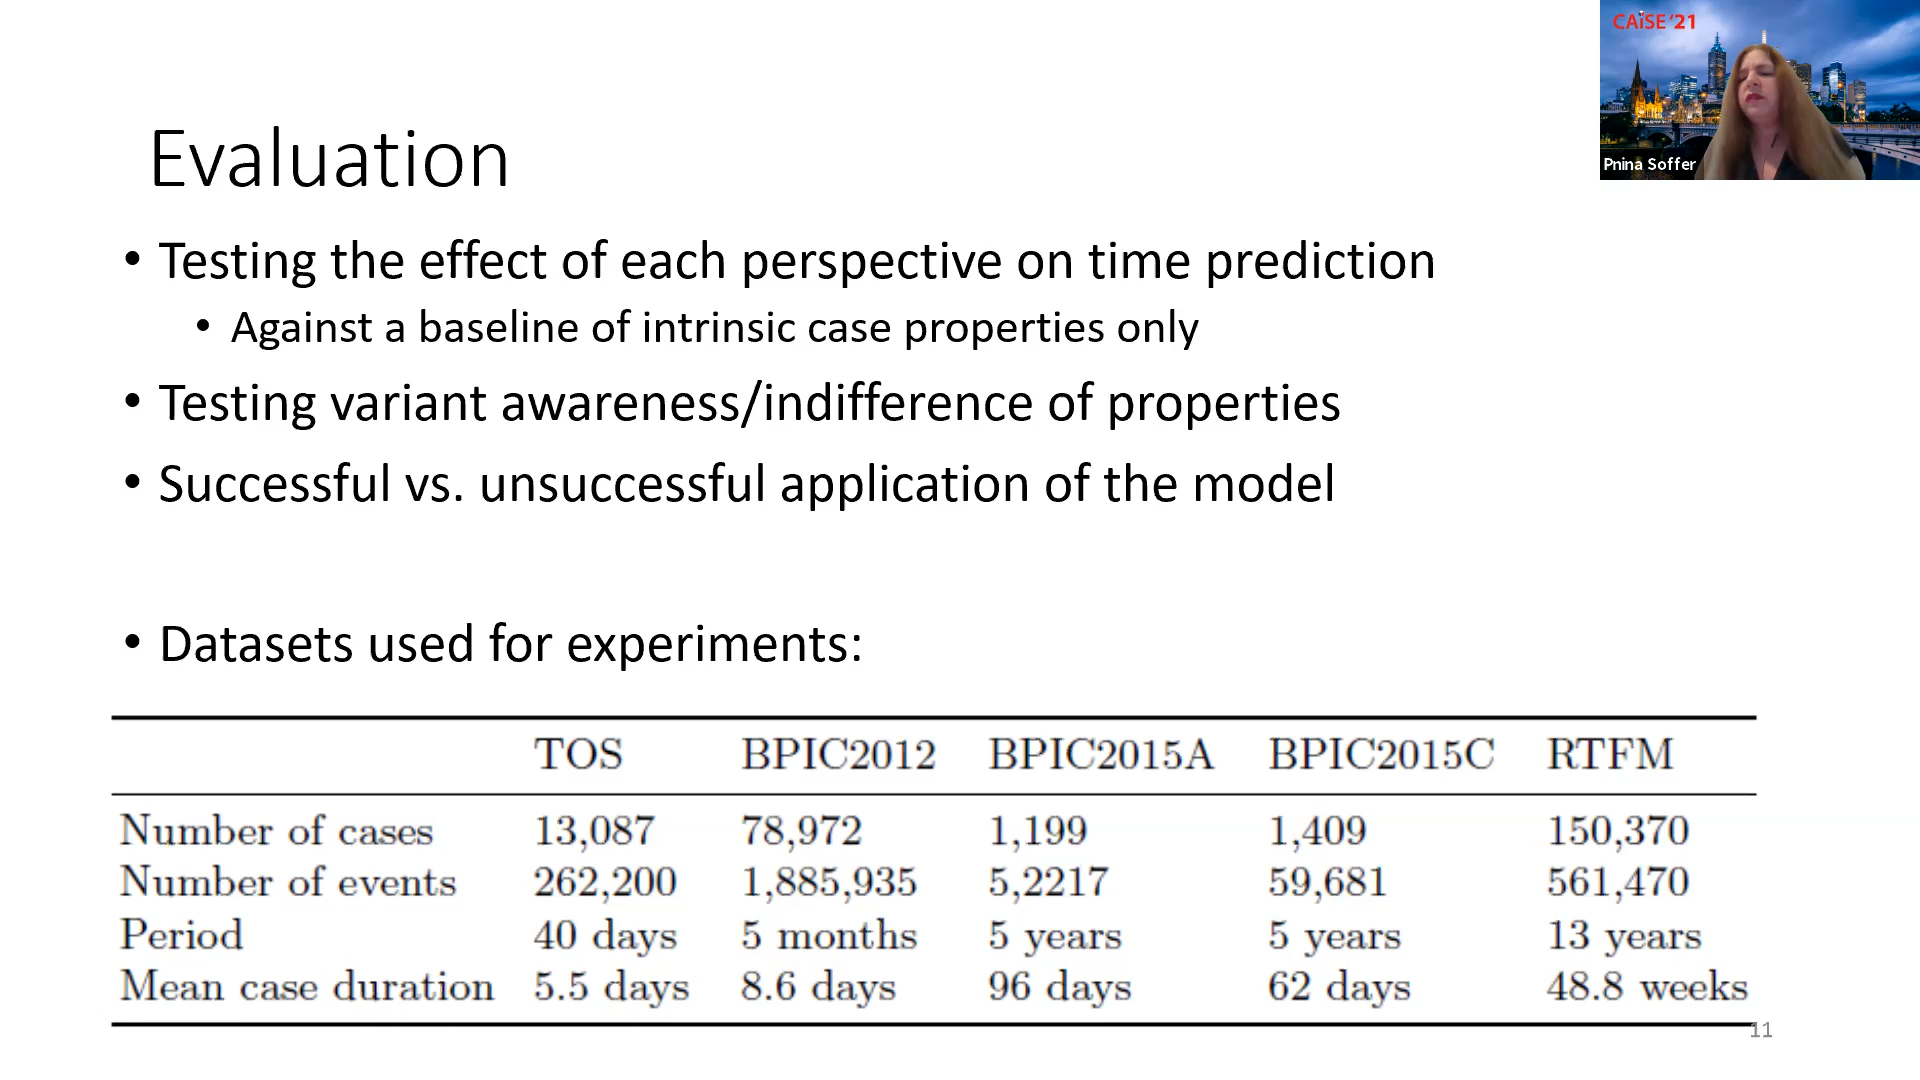 CAiSE '21
Pnina Soffer
Evaluation
• Testing the effect of each perspective on time prediction
• Against a baseline of intrinsic case properties only
• Testing variant awareness/indifference of properties
• Successful vs. unsuccessful application of the model
• Datasets used for experiments:
TOS BPIC2012 BPIC2015A BPIC2015C RTFM
Number of cases 13,087 78,972 1,199 1,409 150,370
Number of events 262,200 1,885,935 5,2217 59,681 561,470
Period 40 days 5 months 5 years 5 years 13 years
Mean case duration 5.5 days 8.6 days 96 days 62 days 48.8 weeks
11